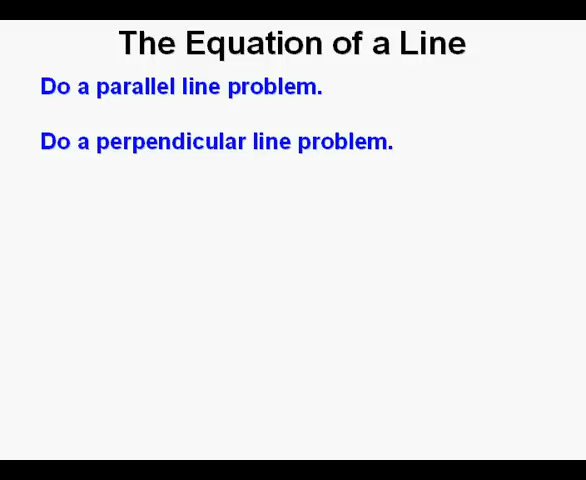 The Equation of a Line
Do a parallel line problem.
Do a perpendicular line problem.